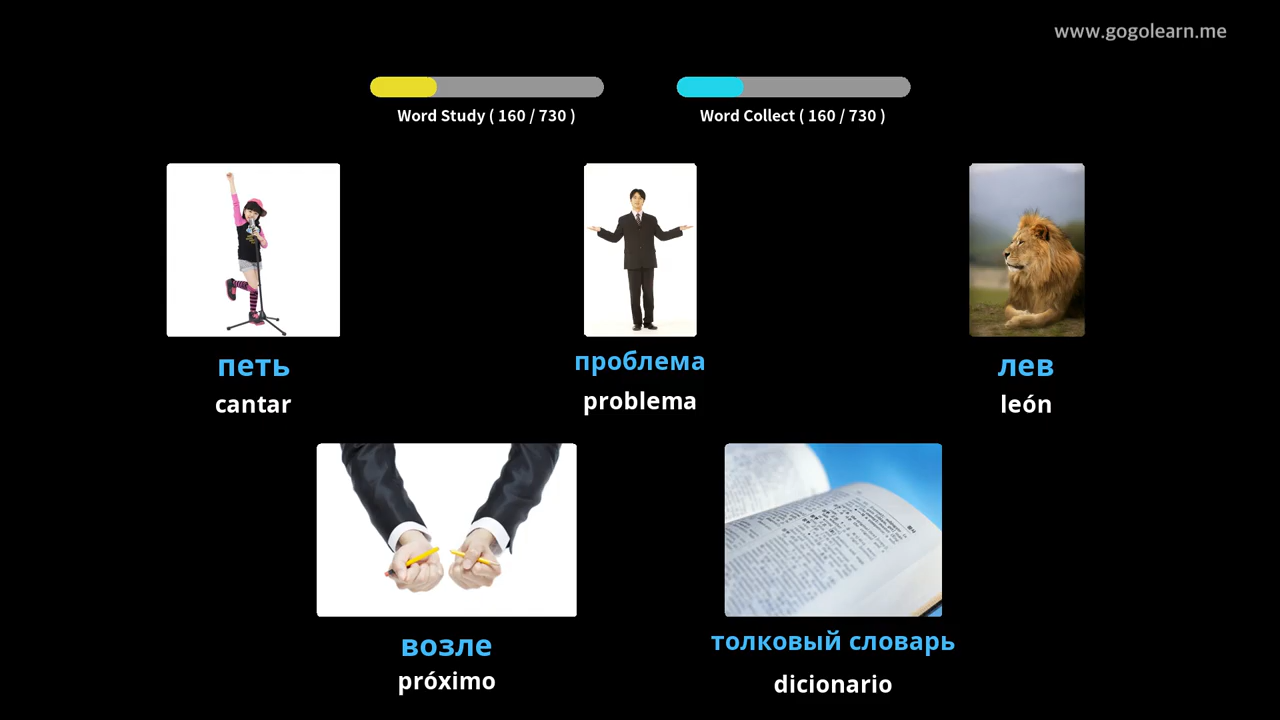 www.gogolearn.me
Word Study ( 160 / 730 )
Word Collect ( 160 / 730 )
петь
cantar
проблема
problema
лев
león
возле
próximo
толковый словарь
dicionario